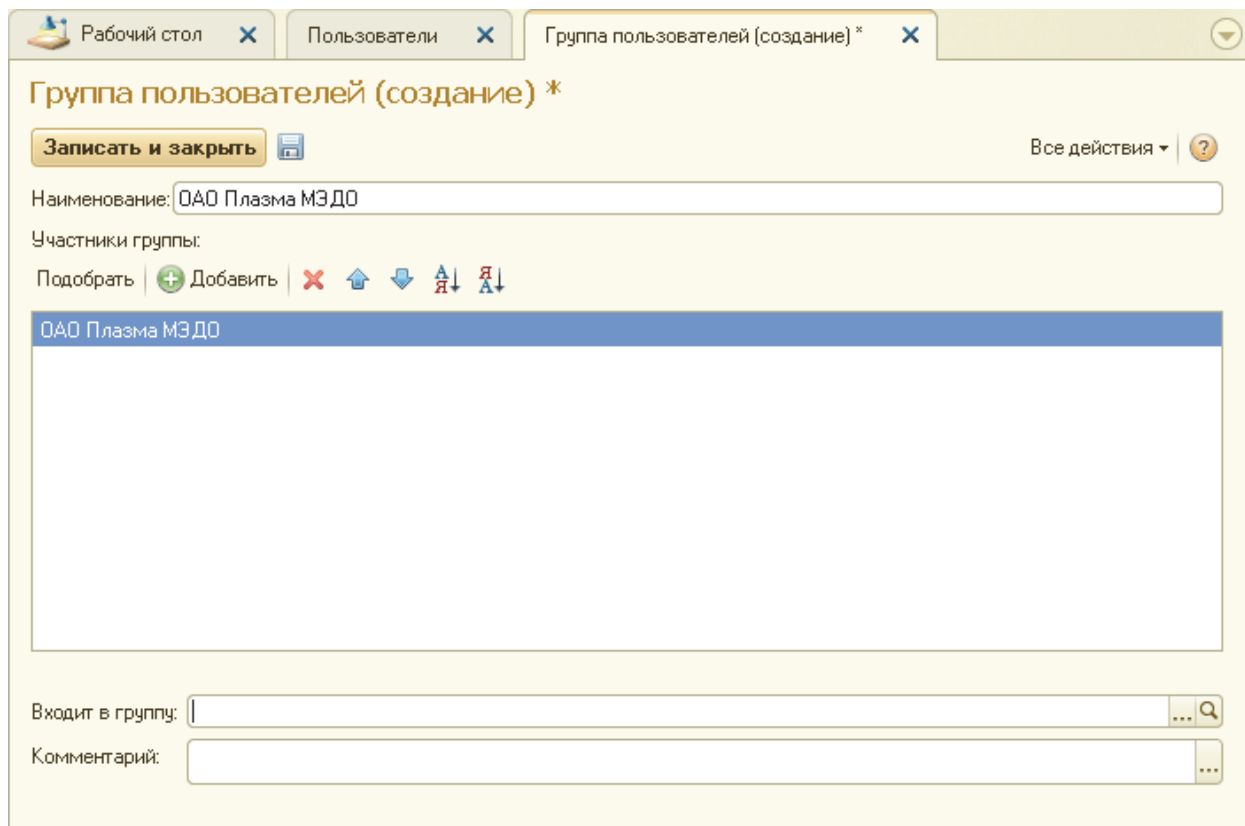 Рабочий стол Пользователи Группа пользователей (создание) *
Группа пользователей (создание) *
Записать и закрыть Все действия ?
Наименование: ОАО Плазма МЭДО
Участники группы:
Подобрать Добавить А Я Я А
ОАО Плазма МЭДО
Входит в группу: ...
Комментарий: ...